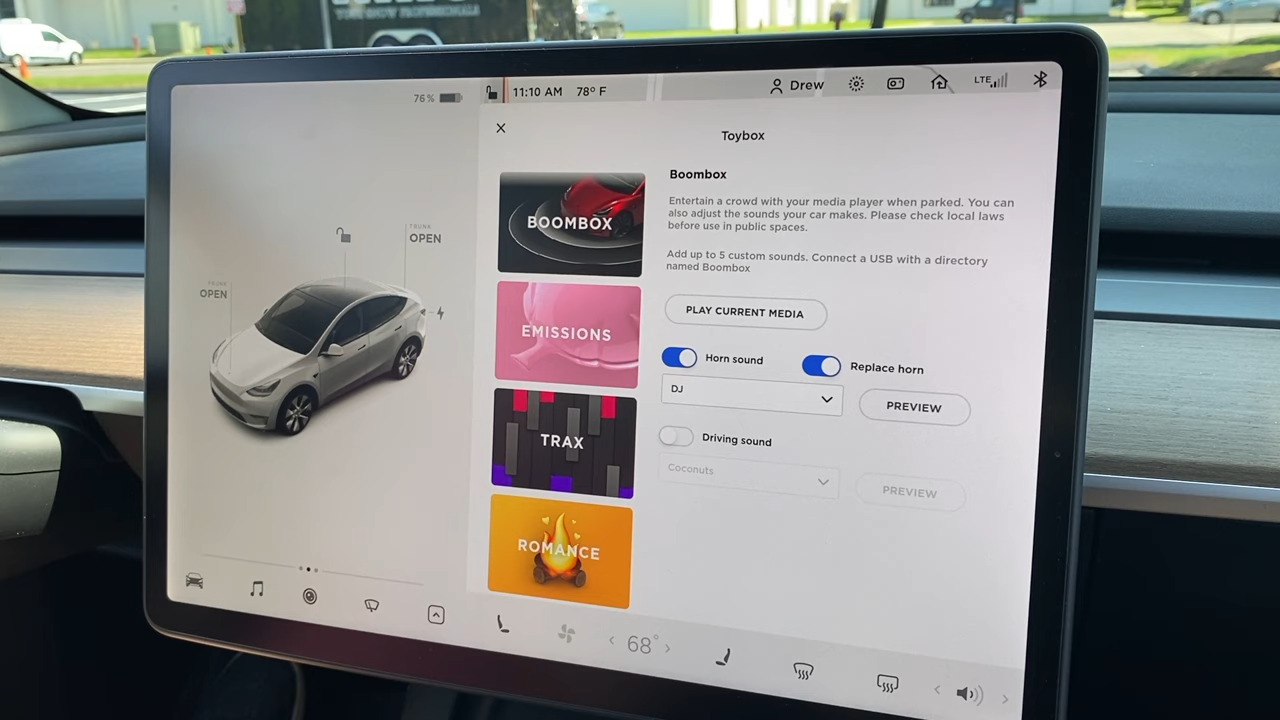 76 %
11:10 AM 78° F
Drew
LTE
Toybox
TRUNK
OPEN
TRUNK
OPEN
BOOMBOX
EMISSIONS
TRAX
ROMANCE
Boombox
Entertain a crowd with your media player when parked. You can
also adjust the sounds your car makes. Please check local laws
before use in public spaces.
Add up to 5 custom sounds. Connect a USB with a directory
named Boombox
PLAY CURRENT MEDIA
Horn sound
Replace horn
DJ
PREVIEW
Driving sound
Coconuts
PREVIEW
68°